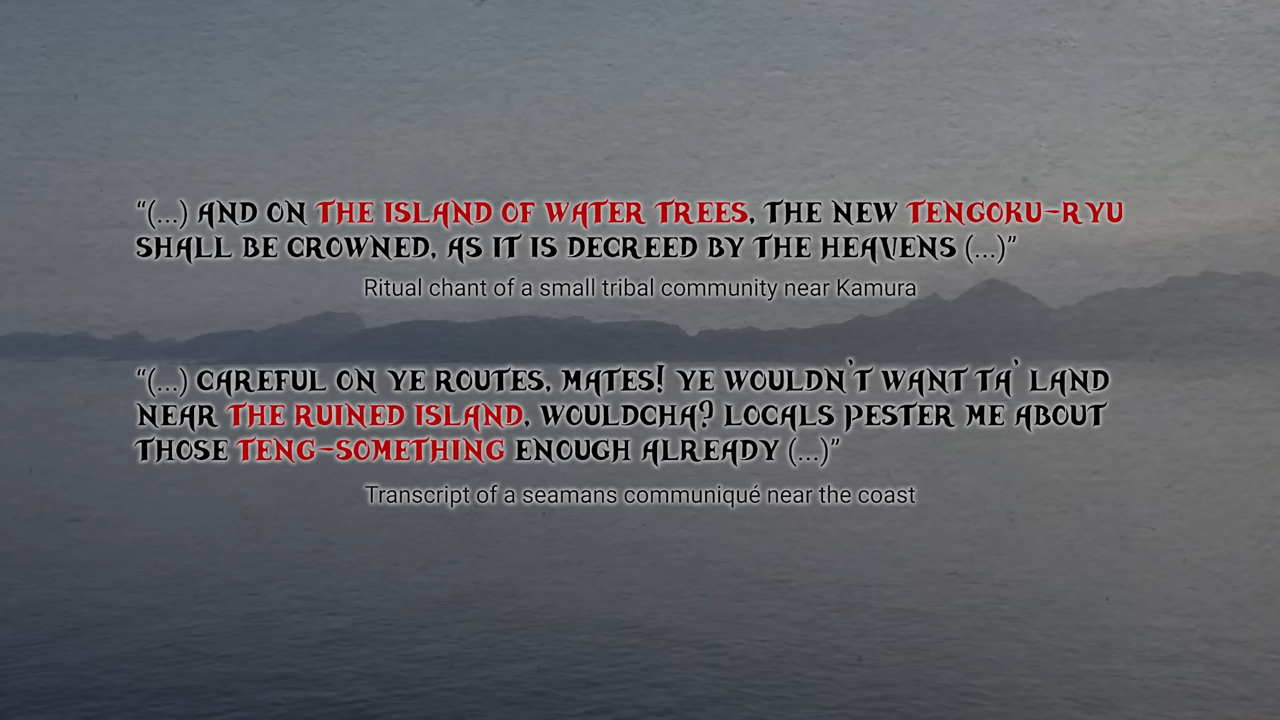 “(...) AND ON THE ISLAND OF WATER TREES, THE NEW TENGOKU-RYU
SHALL BE CROWNED, AS IT IS DECREED BY THE HEAVENS (...)”
Ritual chant of a small tribal community near Kamura
“(...) CAREFUL ON YE ROUTES, MATES! YE WOULDN'T WANT TA' LAND
NEAR THE RUINED ISLAND, WOULDCHA? LOCALS PESTER ME ABOUT
THOSE TENG-SOMETHING ENOUGH ALREADY (...)”
Transcript of a seamans communiqué near the coast